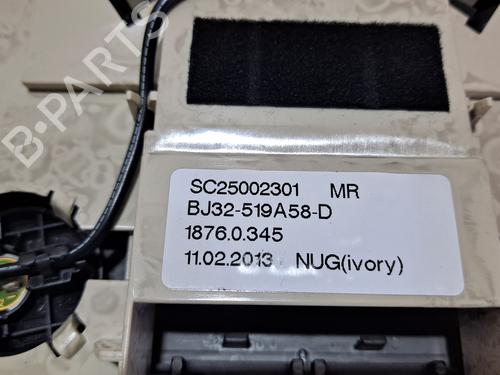 B-PARTS
SC25002301 MR
BJ32-519A58-D
1876.0.345
11.02.2013 NUG(ivory)